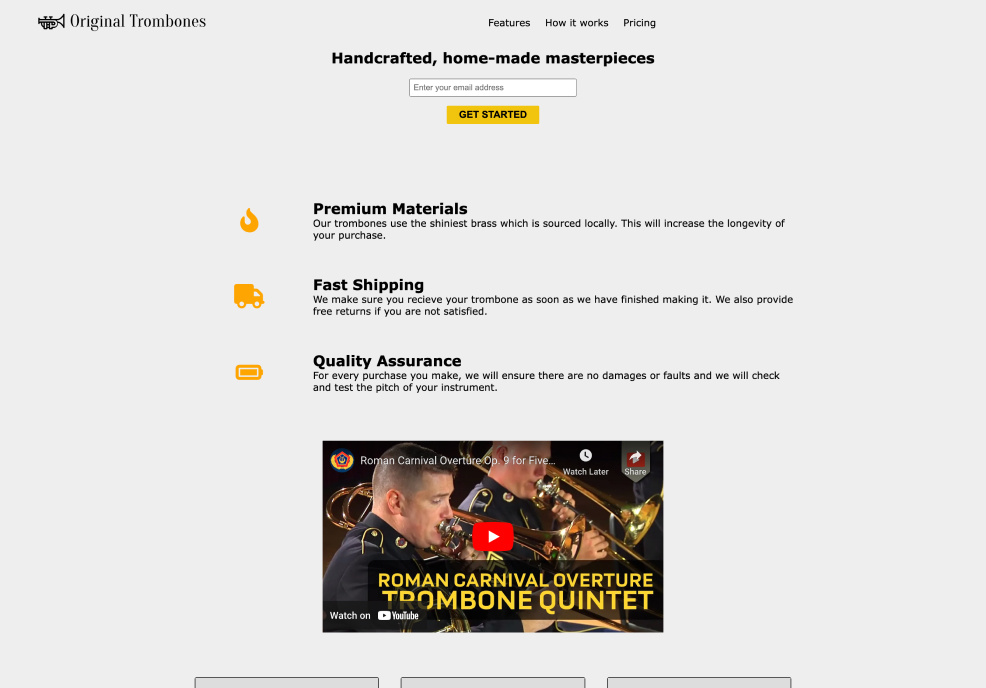 Original Trombones
Features
How it works
Pricing
Handcrafted, home-made masterpieces
Enter your email address
GET STARTED
Premium Materials
Our trombones use the shiniest brass which is sourced locally. This will increase the longevity of
your purchase.
Fast Shipping
We make sure you recieve your trombone as soon as we have finished making it. We also provide
free returns if you are not satisfied.
Quality Assurance
For every purchase you make, we will ensure there are no damages or faults and we will check
and test the pitch of your instrument.
Roman Carnival Overture Op. 9 for Five...
Watch Later
Share
ROMAN CARNIVAL OVERTURE
TROMBONE QUINTET
Watch on YouTube